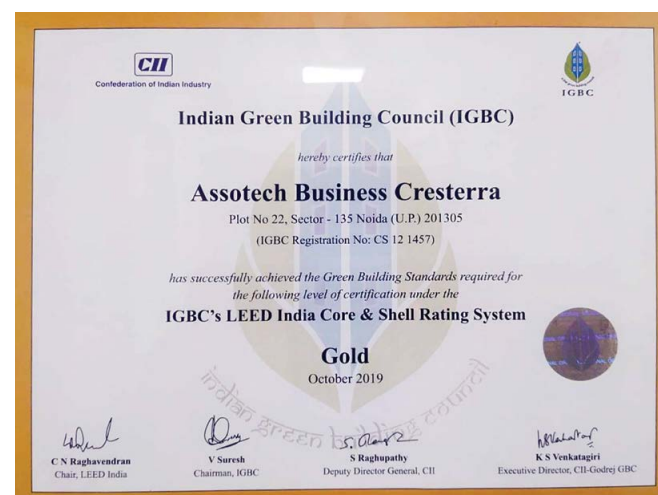 CII
Confederation of Indian Industry
IGBC
Indian Green Building Council (IGBC)
hereby certifies that
Assotech Business Cresterra
Plot No 22, Sector - 135 Noida (U.P.) 201305
(IGBC Registration No: CS 12 1457)
has successfully achieved the Green Building Standards required for
the following level of certification under the
IGBC's LEED India Core & Shell Rating System
Gold
October 2019
indian green building council
C N Raghavendran
Chair, LEED India
V Suresh
Chairman, IGBC
S Raghupathy
Deputy Director General, CII
K S Venkatagiri
Executive Director, CII-Godrej GBC